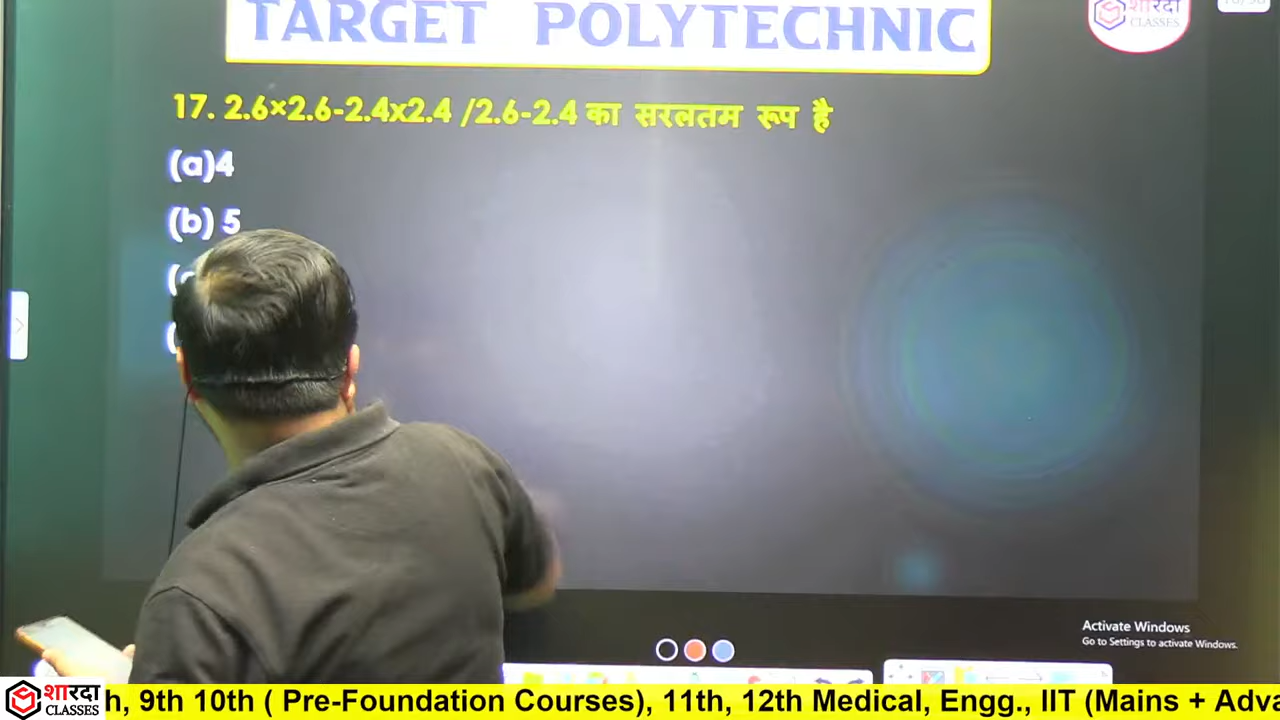 TARGET POLYTECHNIC
शारदा
CLASSES
17. 2.6×2.6-2.4x2.4 /2.6-2.4 का सरलतम रूप है
(a)4
(b) 5
Activate Windows
Go to Settings to activate Windows.
शारदा
CLASSES
h, 9th 10th ( Pre-Foundation Courses), 11th, 12th Medical, Engg., IIT (Mains + Adva